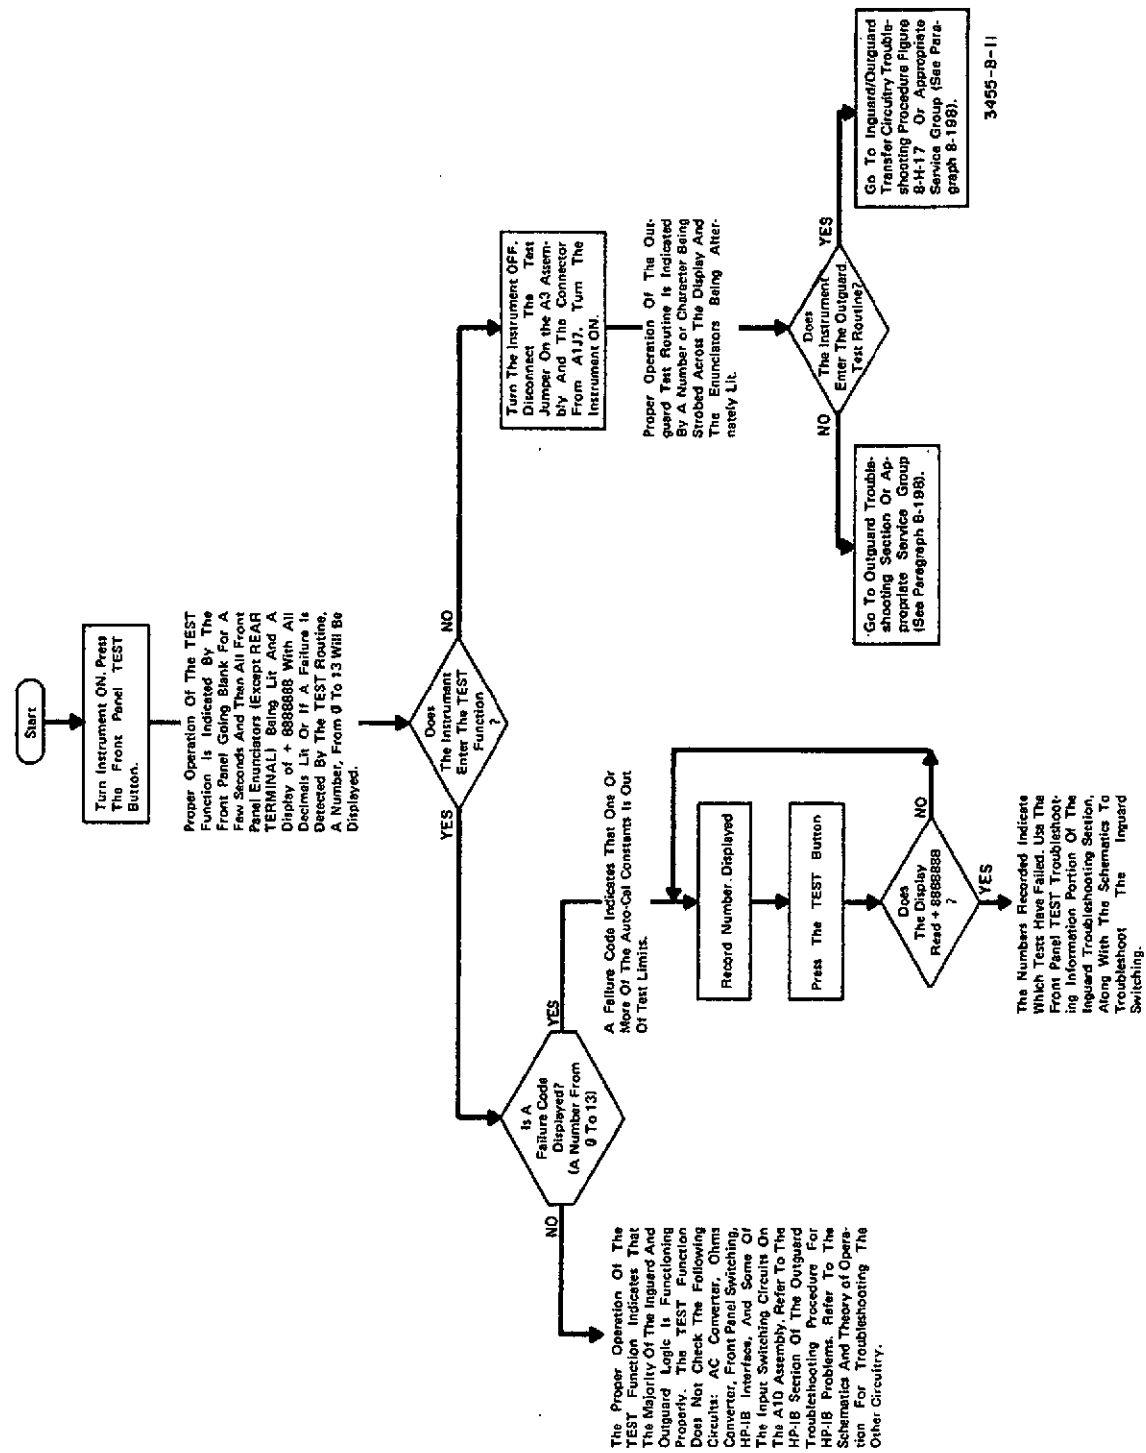 Start
Turn Instrument ON. Press
The Front Panel TEST
Button.
Proper Operation Of The TEST
Function Is Indicated By The
Front Panel Going Blank For A
Few Seconds And Then All Front
Panel Enunciators (Except REAR
TERMINAL) Being Lit And A
Display of + 8888888 With All
Decimals Lit Or If A Failure Is
Detected By The TEST Routine,
A Number, From 0 To 13 Will Be
Displayed.
Does
The Instrument
Enter The TEST
Function
?
YES
NO
Is A
Failure Code
Displayed?
(A Number From
0 To 13)
NO
YES
The Proper Operation Of The
TEST Function Indicates That
The Majority Of The Inguard And
Outguard Logic Is Functioning
Properly. The TEST Function
Does Not Check The Following
Circuits: AC Converter, Ohms
Converter, Front Panel Switching,
HP-IB Interface, And Some Of
The Input Switching Circuits On
The A10 Assembly. Refer To The
HP-IB Section Of The Outguard
Troubleshooting Procedure For
HP-IB Problems. Refer To The
Schematics And Theory of Opera-
tion For Troubleshooting The
Other Circuitry.
A Failure Code Indicates That One Or
More Of The Auto-Cal Constants Is Out
Of Test Limits.
Record Number Displayed
Press The TEST Button
Does
The Display
Read + 8888888
?
NO
YES
The Numbers Recorded Indicate
Which Tests Have Failed. Use The
Front Panel TEST Troubleshoot-
ing Information Portion Of The
Inguard Troubleshooting Section,
Along With The Schematics To
Troubleshoot The Inguard
Switching.
Turn The Instrument OFF.
Disconnect The Test
Jumper On the A3 Assem-
bly And The Connector
From A1J7. Turn The
Instrument ON.
Proper Operation Of The Out-
guard Test Routine Is Indicated
By A Number or Character Being
Strobed Across The Display And
The Enunciators Being Alter-
nately Lit.
Does
The Instrument
Enter The Outguard
Test Routine?
NO
YES
Go To Outguard Trouble-
shooting Section Or Ap-
propriate Service Group
(See Paragraph 8-198).
Go To Inguard/Outguard
Transfer Circuitry Trouble-
shooting Procedure Figure
8-H-17 Or Appropriate
Service Group (See Para-
graph 8-198).
3455-B-11